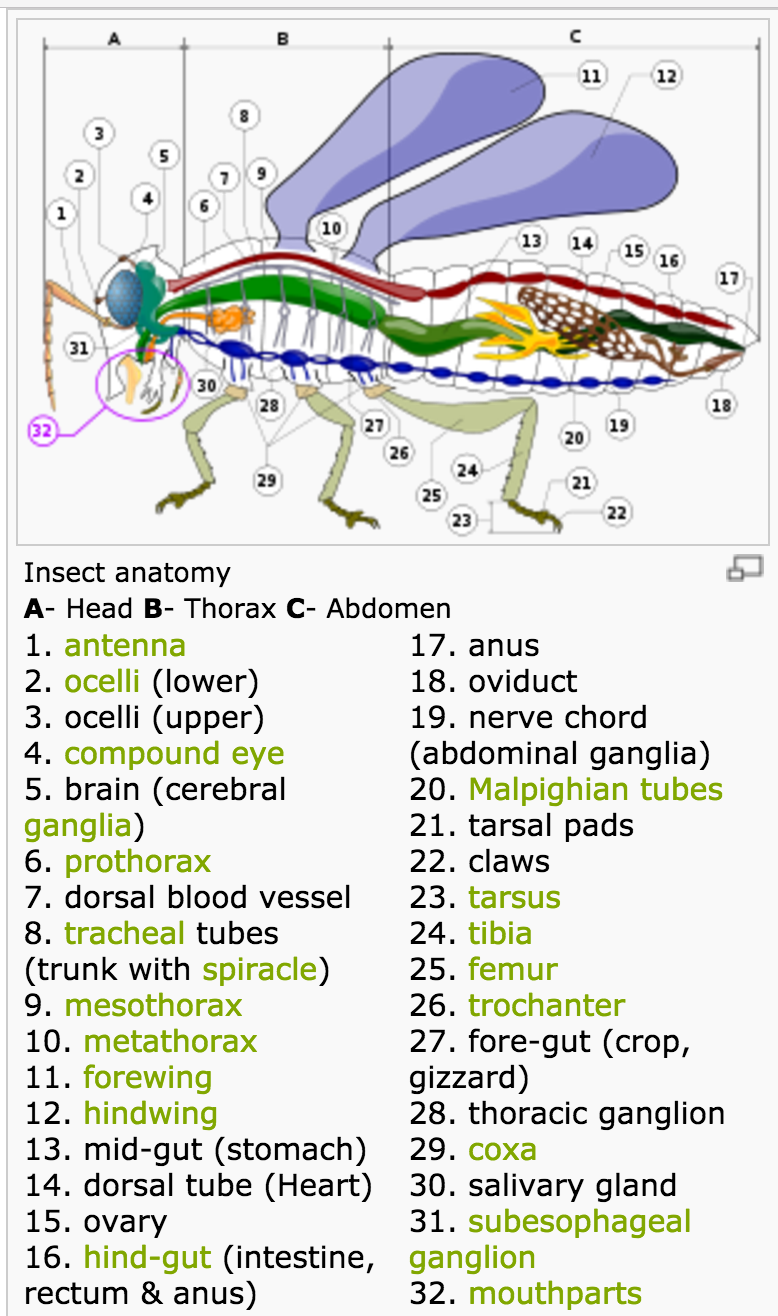 A B C
11 12
8
3
5
2 7 9
4
1 6
10
13 14 15 16
17
31
30
28
32
27
26
29
25
24
20
19
18
21
23
22
Insect anatomy
A- Head B- Thorax C- Abdomen
1. antenna
2. ocelli (lower)
3. ocelli (upper)
4. compound eye
5. brain (cerebral
ganglia)
6. prothorax
7. dorsal blood vessel
8. tracheal tubes
(trunk with spiracle)
9. mesothorax
10. metathorax
11. forewing
12. hindwing
13. mid-gut (stomach)
14. dorsal tube (Heart)
15. ovary
16. hind-gut (intestine,
rectum & anus)
17. anus
18. oviduct
19. nerve chord
(abdominal ganglia)
20. Malpighian tubes
21. tarsal pads
22. claws
23. tarsus
24. tibia
25. femur
26. trochanter
27. fore-gut (crop,
gizzard)
28. thoracic ganglion
29. coxa
30. salivary gland
31. subesophageal
ganglion
32. mouthparts